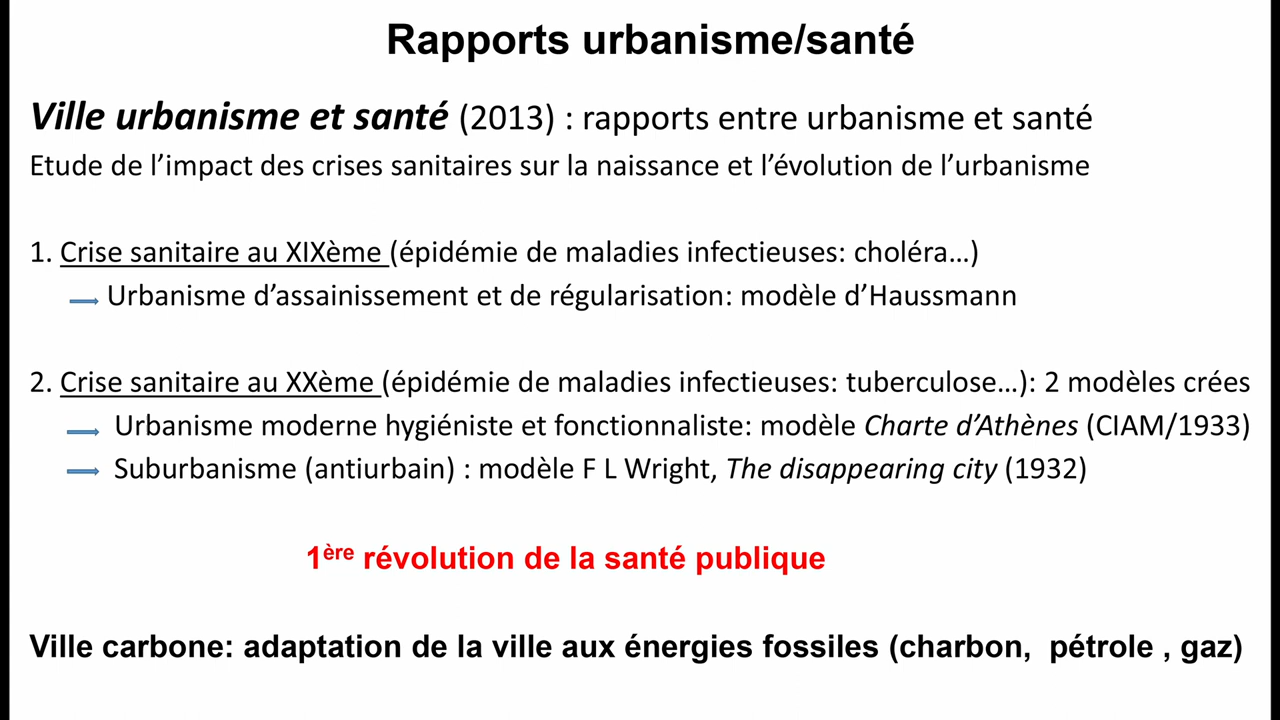 Rapports urbanisme/santé
Ville urbanisme et santé (2013) : rapports entre urbanisme et santé
Etude de l’impact des crises sanitaires sur la naissance et l’évolution de l’urbanisme
1. Crise sanitaire au XIXème (épidémie de maladies infectieuses: choléra…)
Urbanisme d’assainissement et de régularisation: modèle d’Haussmann
2. Crise sanitaire au XXème (épidémie de maladies infectieuses: tuberculose…): 2 modèles crées
Urbanisme moderne hygiéniste et fonctionnaliste: modèle Charte d’Athènes (CIAM/1933)
Suburbanisme (antiurbain) : modèle F L Wright, The disappearing city (1932)
1ère révolution de la santé publique
Ville carbone: adaptation de la ville aux énergies fossiles (charbon,  pétrole , gaz)